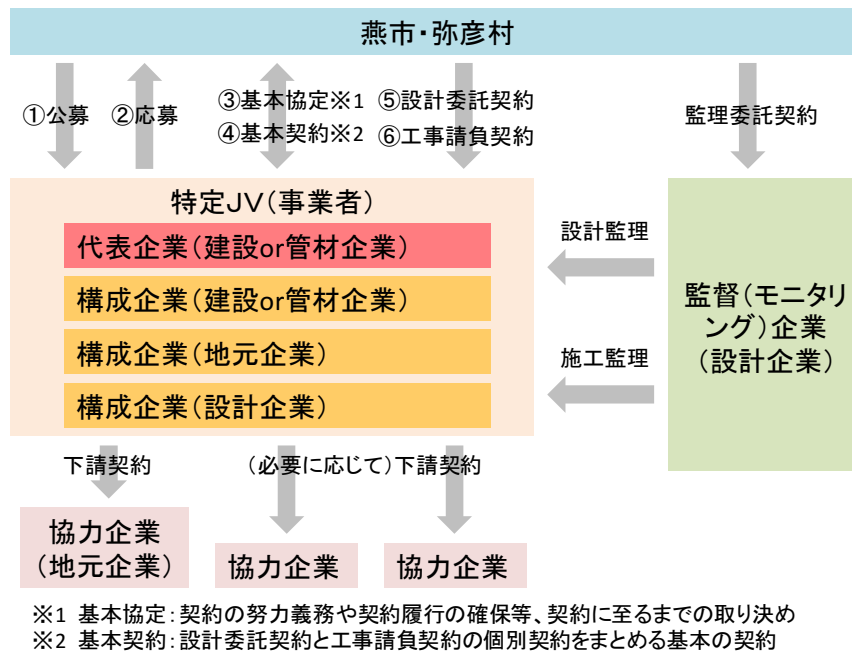 燕市・弥彦村
①公募
②応募
③基本協定※1
④基本契約※2
⑤設計委託契約
⑥工事請負契約
監理委託契約
特定JV(事業者)
代表企業(建設or管材企業)
構成企業(建設or管材企業)
構成企業(地元企業)
構成企業(設計企業)
設計監理
施工監理
監督(モニタリ
ング)企業
(設計企業)
下請契約
(必要に応じて)下請契約
協力企業
(地元企業)
協力企業
協力企業
※1 基本協定:契約の努力義務や契約履行の確保等、契約に至るまでの取り決め
※2 基本契約:設計委託契約と工事請負契約の個別契約をまとめる基本の契約